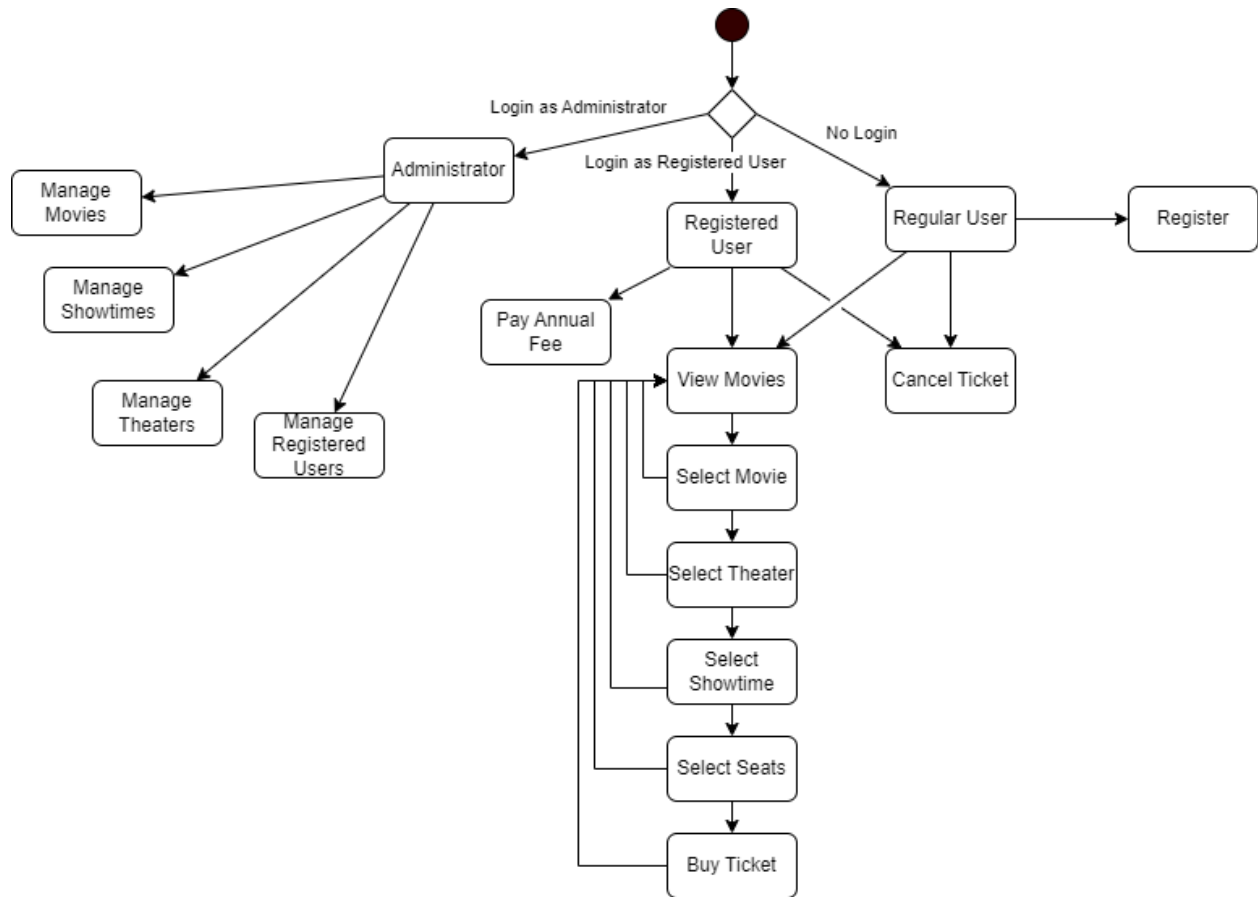 Login as Administrator
No Login
Login as Registered User
Administrator
Manage
Movies
Registered
User
Regular User
Register
Manage
Showtimes
Pay Annual
Fee
View Movies
Cancel Ticket
Manage
Theaters
Manage
Registered
Users
Select Movie
Select Theater
Select
Showtime
Select Seats
Buy Ticket